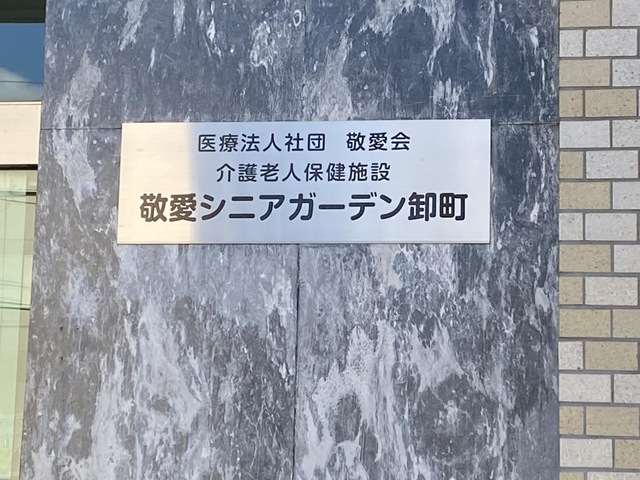 医療法人社団　敬愛会
介護老人保健施設
敬愛シニアガーデン卸町